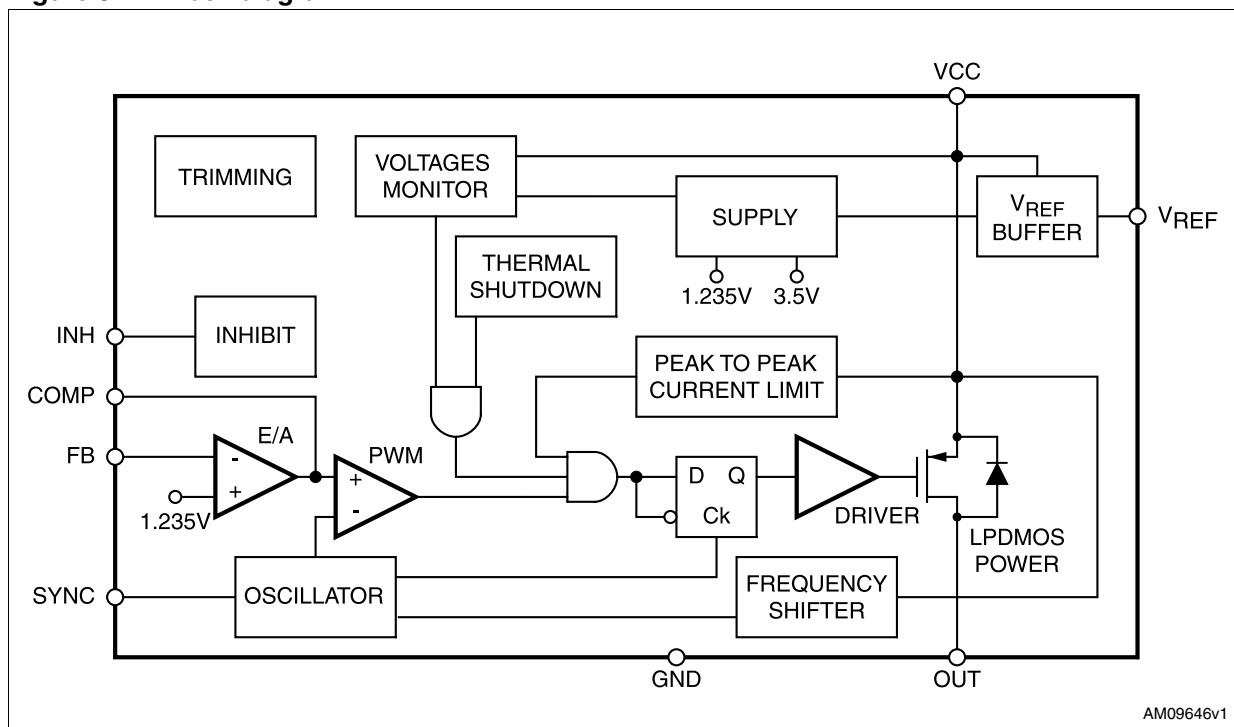 VCC
TRIMMING
VOLTAGES
MONITOR
SUPPLY
VREF
BUFFER
VREF
THERMAL
SHUTDOWN
1.235V
3.5V
INH
INHIBIT
PEAK TO PEAK
CURRENT LIMIT
COMP
E/A
FB
-
+
1.235V
PWM
+
-
D
Q
Ck
DRIVER
LPDMOS
POWER
SYNC
OSCILLATOR
FREQUENCY
SHIFTER
GND
OUT
AM09646v1